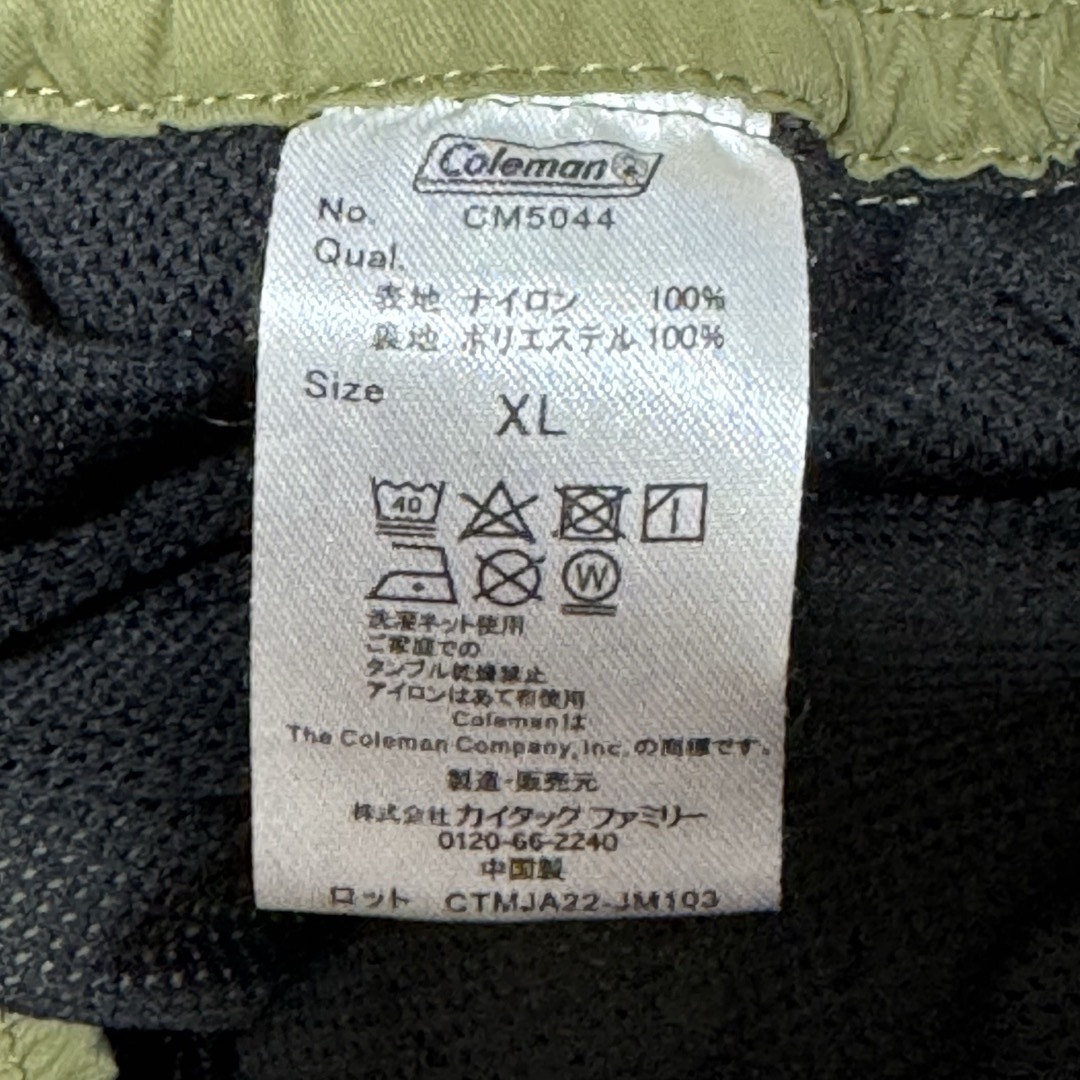 Coleman
No. CM5044
Qual.
表地 ナイロン 100%
裏地 ポリエステル 100%
Size
XL
40
W
洗濯ネット使用
ご家庭での
タンブル乾燥禁止
アイロンはあて布使用
Colemanは
The Coleman Company, Inc. の商標です。
製造・販売元
株式会社カイタックファミリー
0120-66-2240
中国製
ロット CTMJA22-JM103